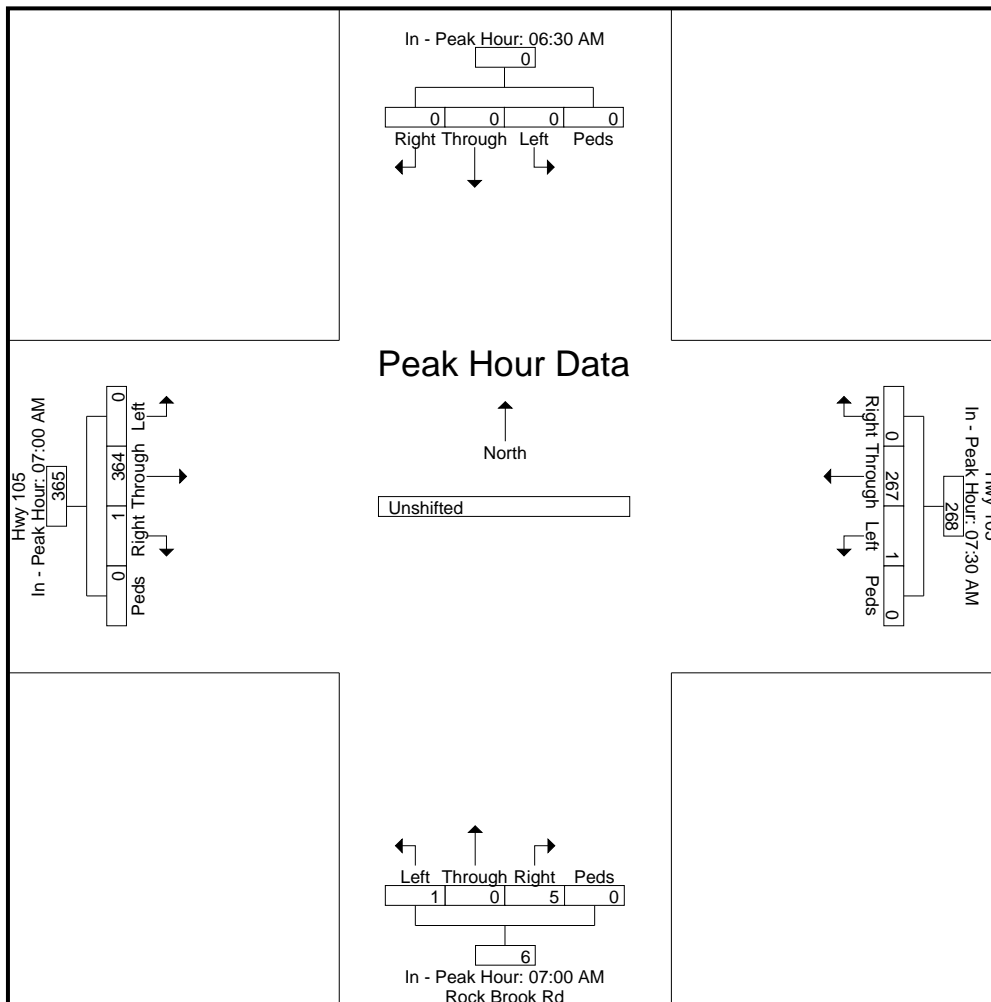 In - Peak Hour: 06:30 AM
0
0 0 0 0
Right Through Left Peds
Peak Hour Data
North
Unshifted
Hwy 105
In - Peak Hour: 07:00 AM
365
0 364 1 0
Left Through Right Peds
Right Through Left Peds
0 267 1 0
268
In - Peak Hour: 07:30 AM
Hwy
Left Through Right Peds
1 0 5 0
6
In - Peak Hour: 07:00 AM
Rock Brook Rd